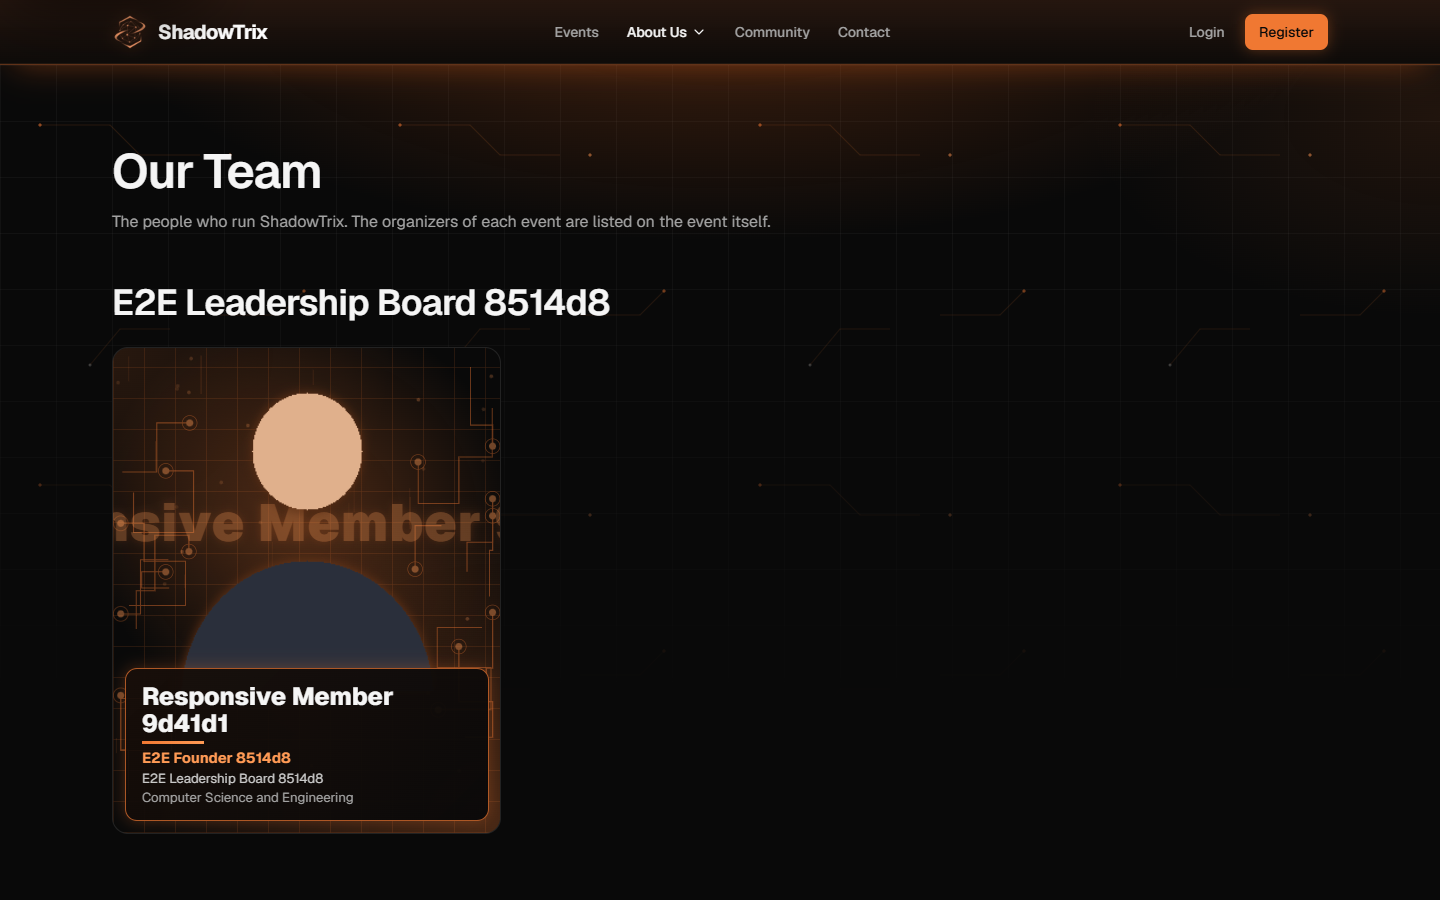 ShadowTrix
Events
About Us
Community
Contact
Login
Register
Our Team
The people who run ShadowTrix. The organizers of each event are listed on the event itself.
E2E Leadership Board 8514d8
nsive Member
Responsive Member
9d41d1
E2E Founder 8514d8
E2E Leadership Board 8514d8
Computer Science and Engineering